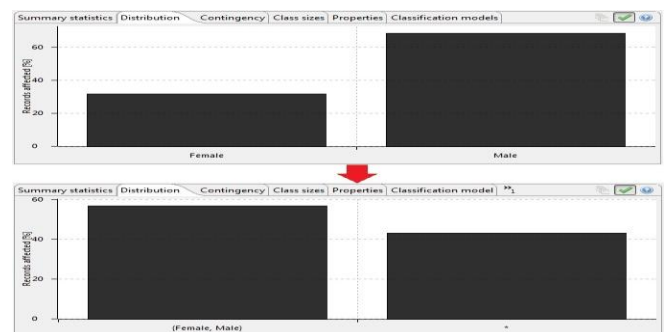 Summary statistics Distribution Contingency Class sizes Properties Classification models
Records affected [%]
60
40
20
0
Female Male
Summary statistics Distribution Contingency Class sizes Properties Classification model »1
Records affected [%]
60
40
20
0
(Female, Male) *